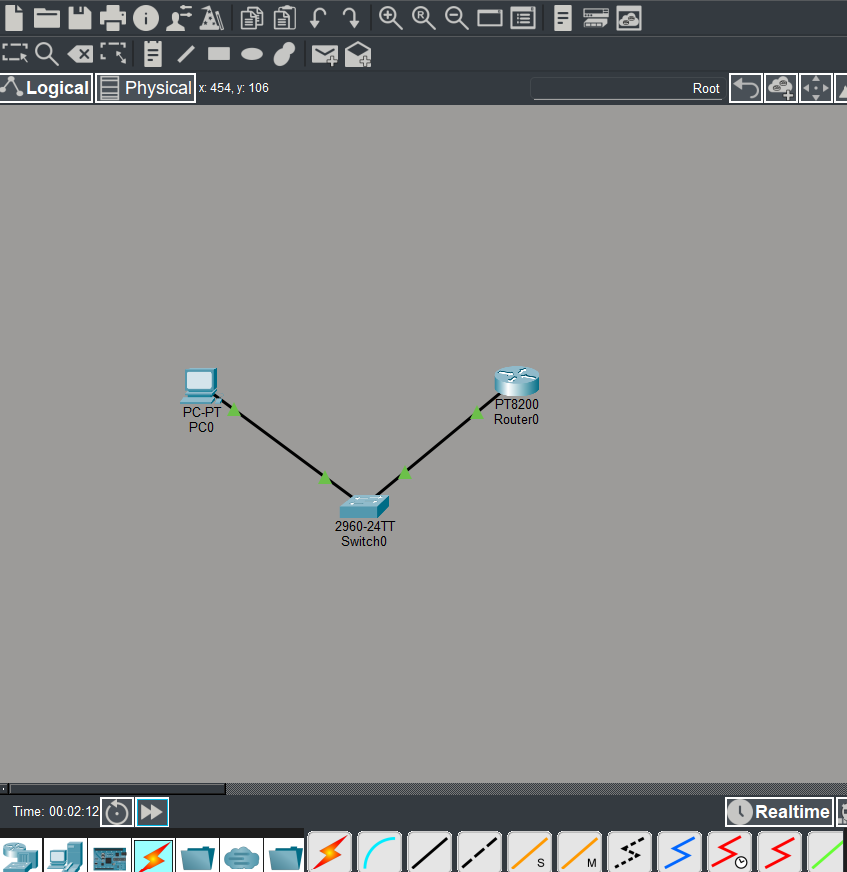 Logical
Physical
x: 454, y: 106
Root
PC-PT
PC0
PT8200
Router0
2960-24TT
Switch0
Time: 00:02:12
Realtime
R
S
M